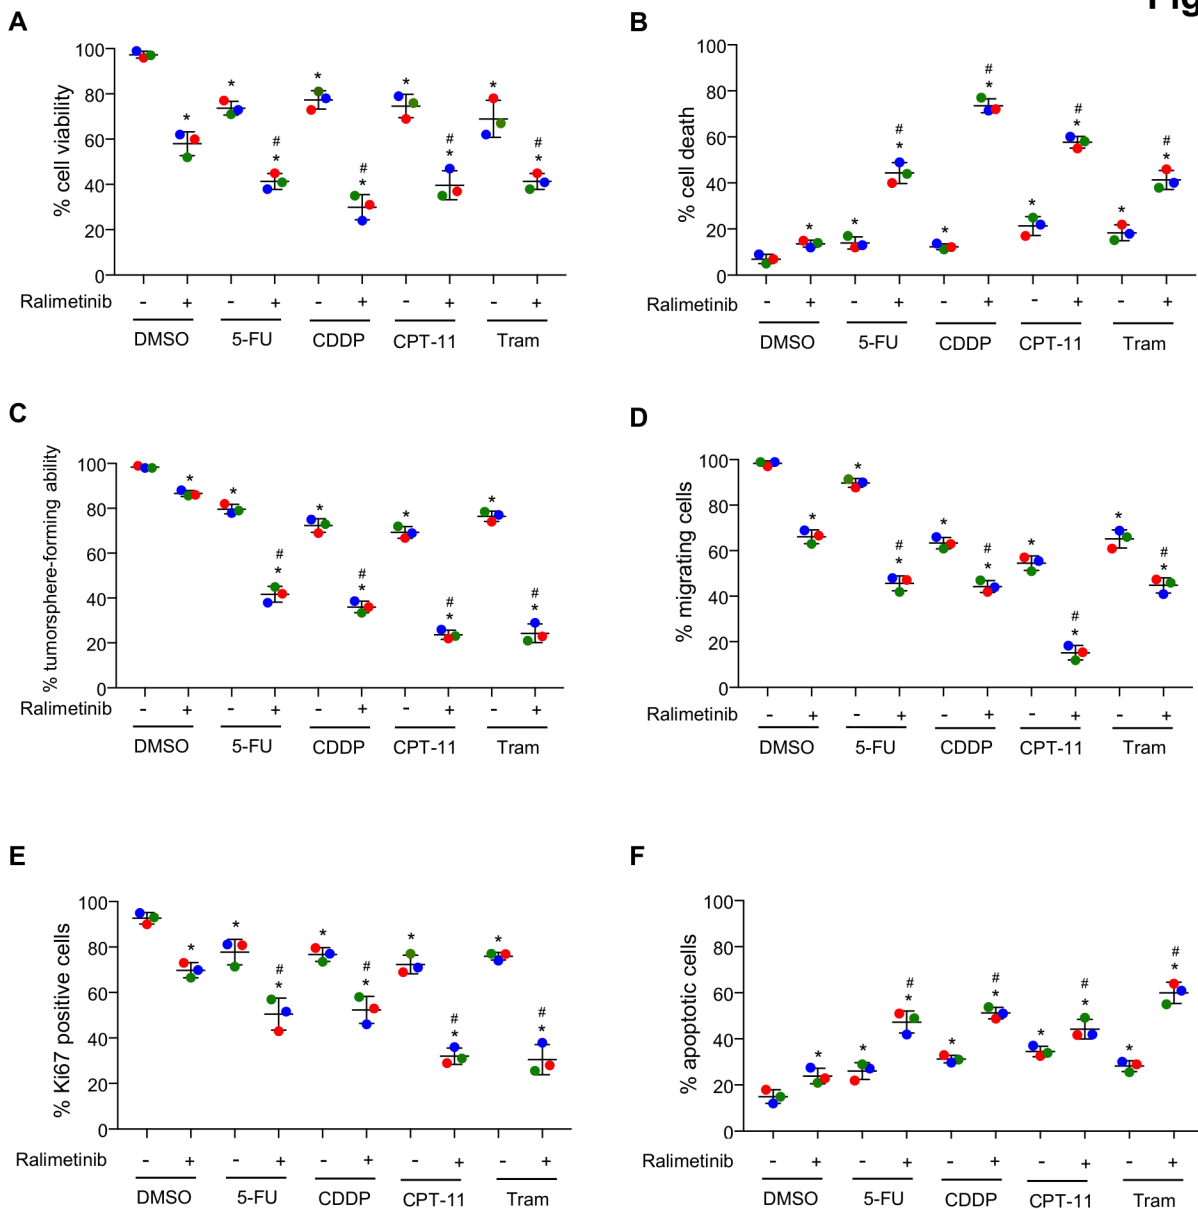 Fig
A
% cell viability
100
80
60
40
20
0
* * * * * * * * *
# # # #
Ralimetinib - + - + - + - + - +
DMSO 5-FU CDDP CPT-11 Tram
B
% cell death
100
80
60
40
20
0
* * * * * * * * *
# # # #
Ralimetinib - + - + - + - + - +
DMSO 5-FU CDDP CPT-11 Tram
C
% tumorsphere-forming ability
100
80
60
40
20
0
* * * * * * * * *
# # # #
Ralimetinib - + - + - + - + - +
DMSO 5-FU CDDP CPT-11 Tram
D
% migrating cells
100
80
60
40
20
0
* * * * * * * * *
# # # #
Ralimetinib - + - + - + - + - +
DMSO 5-FU CDDP CPT-11 Tram
E
% Ki67 positive cells
100
80
60
40
20
0
* * * * * * * * *
# # # #
Ralimetinib - + - + - + - + - +
DMSO 5-FU CDDP CPT-11 Tram
F
% apoptotic cells
100
80
60
40
20
0
* * * * * * * * *
# # # #
Ralimetinib - + - + - + - + - +
DMSO 5-FU CDDP CPT-11 Tram